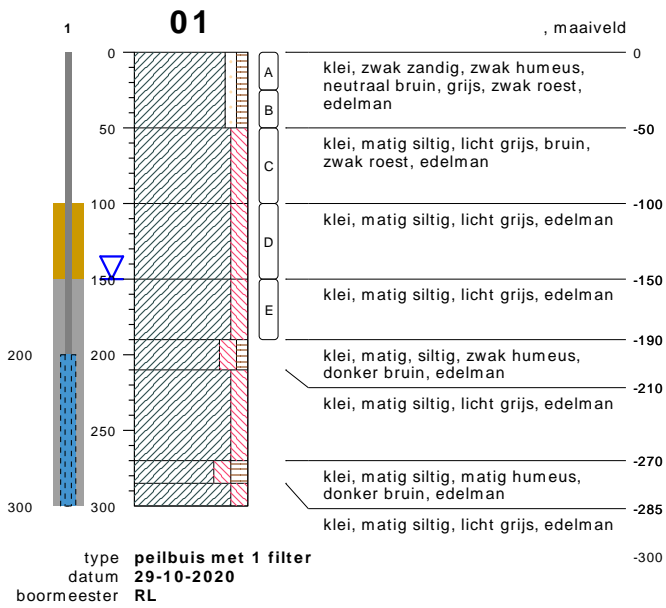 01
1
, maaiveld
0
0
A
klei, zwak zandig, zwak humeus,
neutraal bruin, grijs, zwak roest,
edelman
B
50
-50
C
klei, matig siltig, licht grijs, bruin,
zwak roest, edelman
100
-100
D
klei, matig siltig, licht grijs, edelman
150
-150
E
klei, matig siltig, licht grijs, edelman
-190
200
200
klei, matig, siltig, zwak humeus,
donker bruin, edelman
-210
klei, matig siltig, licht grijs, edelman
250
-270
klei, matig siltig, matig humeus,
donker bruin, edelman
-285
300
300
klei, matig siltig, licht grijs, edelman
-300
type peilbuis met 1 filter
datum 29-10-2020
boormeester RL